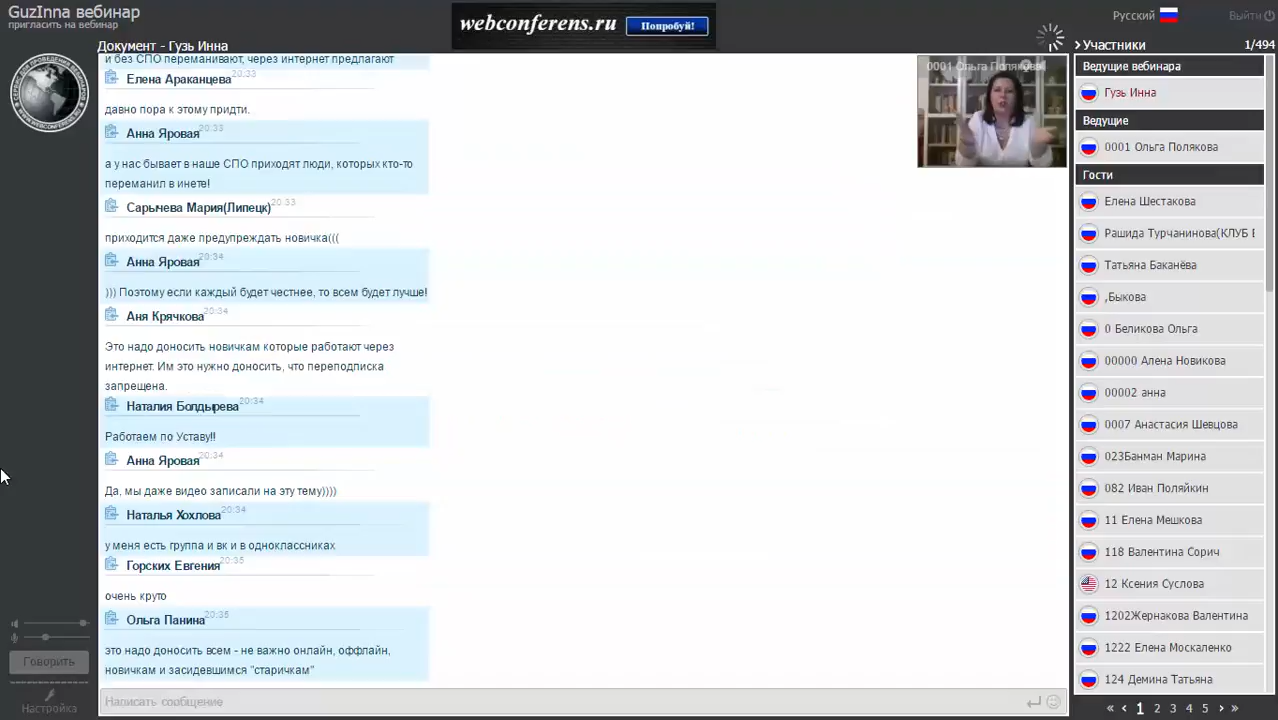 GuzInna вебинар
пригласить на вебинар
webconferens.ru Попробуй!
Русский
Выйти
Документ - Гузь Инна
и без СПО переманивают, через интернет предлагают
Елена Араканцева 20:33
давно пора к этому придти.
Анна Яровая 20:33
а у нас бывает в наше СПО приходят люди, которых кто-то
переманил в инете!
Сарычева Мария(Липецк) 20:33
приходится даже предупреждать новичка(((
Анна Яровая 20:34
))) Поэтому если каждый будет честнее, то всем будет лучше!
Аня Крячкова 20:34
Это надо доносить новичкам которые работают через
интернет. Им это нужно доносить, что переподписка
запрещена.
Наталия Болдырева 20:34
Работаем по Уставу!!
Анна Яровая 20:34
Да, мы даже видео записали на эту тему))))
Наталья Хохлова 20:34
у меня есть группа и вк и в одноклассниках
Горских Евгения 20:35
очень круто
Ольга Панина 20:35
это надо доносить всем - не важно онлайн, оффлайн,
новичкам и засидевшимся "старичкам"
Написать сообщение
Говорить
Настройка
0001 Ольга Полякова
Участники 1/494
Ведущие вебинара
Гузь Инна
Ведущие
0001 Ольга Полякова
Гости
Елена Шестакова
Рашида Турчанинова(КЛУБ Е
Татьяна Баканёва
,Быкова
0 Беликова Ольга
00000 Алена Новикова
00002 анна
0007 Анастасия Шевцова
023Банман Марина
082 Иван Поляйкин
11 Елена Мешкова
118 Валентина Сорич
12 Ксения Суслова
1202Жернакова Валентина
1222 Елена Москаленко
124 Демина Татьяна
« ‹ 1 2 3 4 5 › »